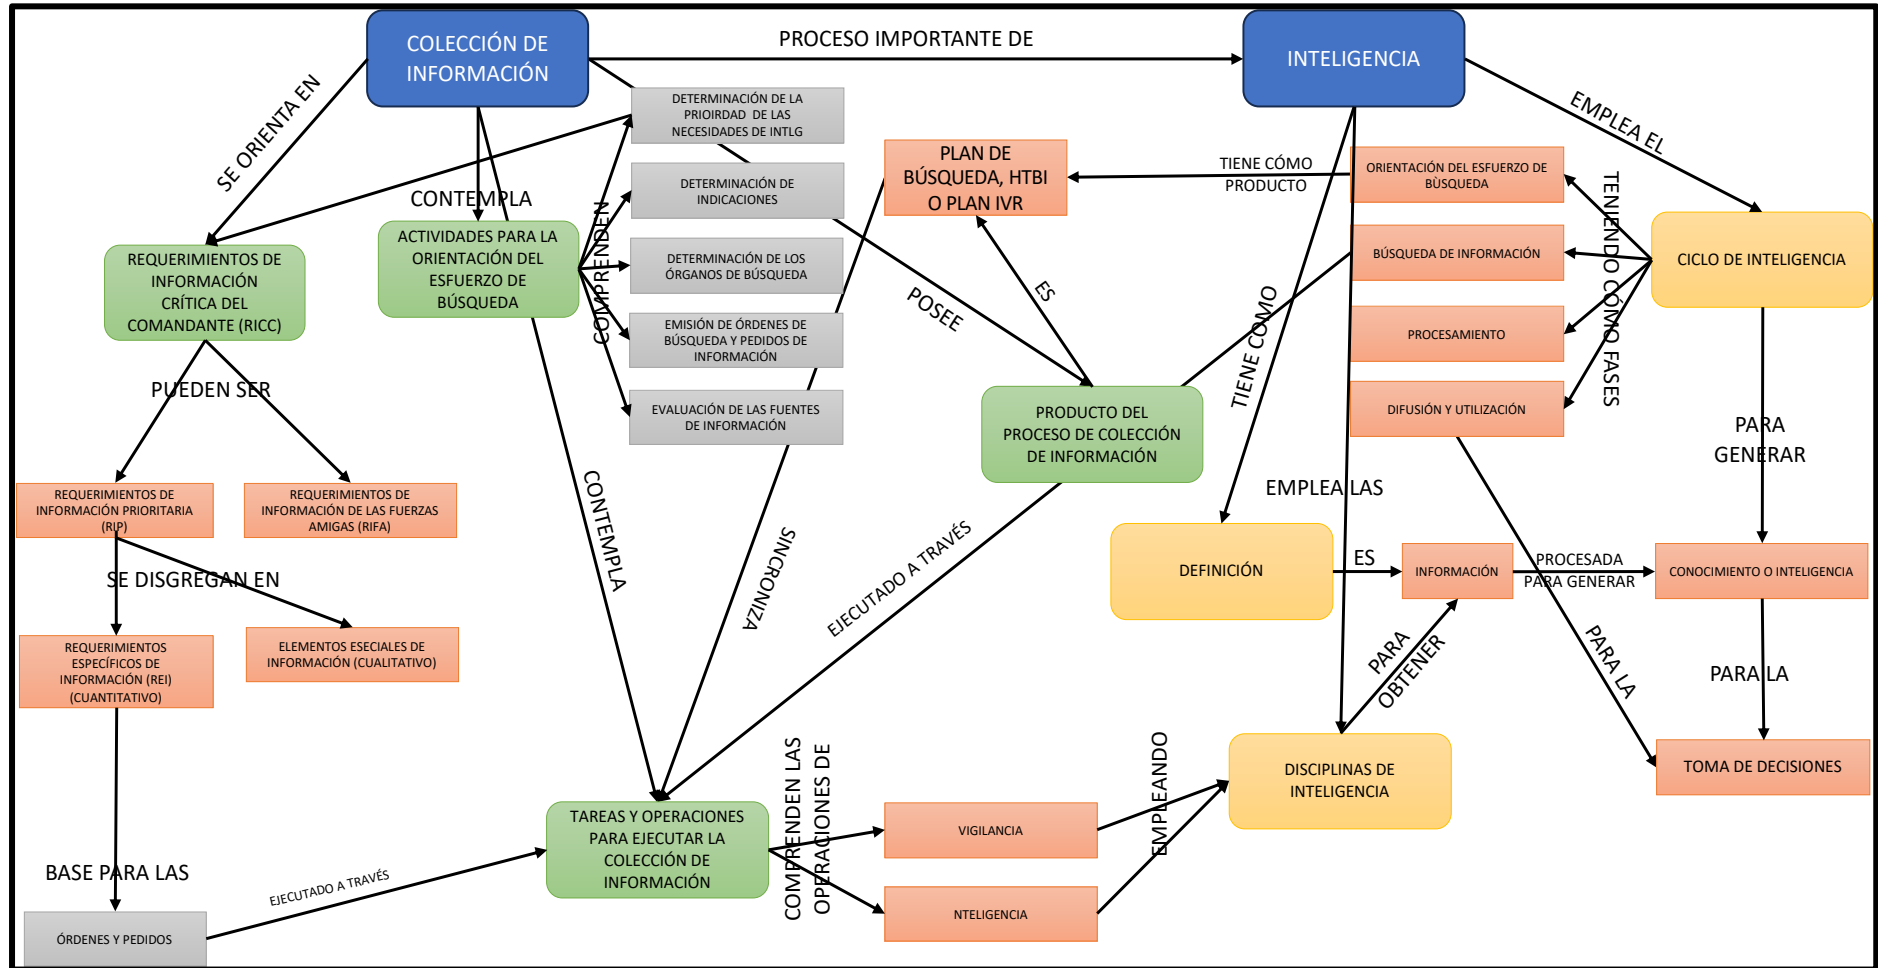 COLECCIÓN DE
INFORMACIÓN
PROCESO IMPORTANTE DE
INTELIGENCIA
SE ORIENTA EN
CONTEMPLA
EMPLEA EL
DETERMINACIÓN DE LA
PRIOIRDAD  DE LAS
NECESIDADES DE INTLG
DETERMINACIÓN DE
INDICACIONES
DETERMINACIÓN DE LOS
ÓRGANOS DE BÚSQUEDA
EMISIÓN DE ÓRDENES DE
BÚSQUEDA Y PEDIDOS DE
INFORMACIÓN
EVALUACIÓN DE LAS FUENTES
DE INFORMACIÓN
COMPRENDEN
PLAN DE
BÚSQUEDA, HTBI
O PLAN IVR
TIENE CÓMO
PRODUCTO
ORIENTACIÓN DEL ESFUERZO DE
BÙSQUEDA
BÚSQUEDA DE INFORMACIÓN
PROCESAMIENTO
DIFUSIÓN Y UTILIZACIÓN
TENIENDO CÓMO FASES
CICLO DE INTELIGENCIA
REQUERIMIENTOS DE
INFORMACIÓN
CRÍTICA DEL
COMANDANTE (RICC)
ACTIVIDADES PARA LA
ORIENTACIÓN DEL
ESFUERZO DE
BÚSQUEDA
POSEE
ES
TIENE COMO
PUEDEN SER
PRODUCTO DEL
PROCESO DE COLECCIÓN
DE INFORMACIÓN
PARA
GENERAR
REQUERIMIENTOS DE
INFORMACIÓN PRIORITARIA
(RIP)
REQUERIMIENTOS DE
INFORMACIÓN DE LAS FUERZAS
AMIGAS (RIFA)
CONTEMPLA
SINCRONIZA
EJECUTADO A TRAVÉS
EMPLEA LAS
SE DISGREGAN EN
DEFINICIÓN
ES
INFORMACIÓN
PROCESADA
PARA GENERAR
CONOCIMIENTO O INTELIGENCIA
REQUERIMIENTOS
ESPECÍFICOS DE
INFORMACIÓN (REI)
(CUANTITATIVO)
ELEMENTOS ESECIALES DE
INFORMACIÓN (CUALITATIVO)
PARA
OBTENER
PARA LA
PARA LA
DISCIPLINAS DE
INTELIGENCIA
TOMA DE DECISIONES
TAREAS Y OPERACIONES
PARA EJECUTAR LA
COLECCIÓN DE
INFORMACIÓN
COMPRENDEN LAS
OPERACIONES DE
VIGILANCIA
NTELIGENCIA
EMPLEANDO
BASE PARA LAS
EJECUTADO A TRAVÉS
ÓRDENES Y PEDIDOS